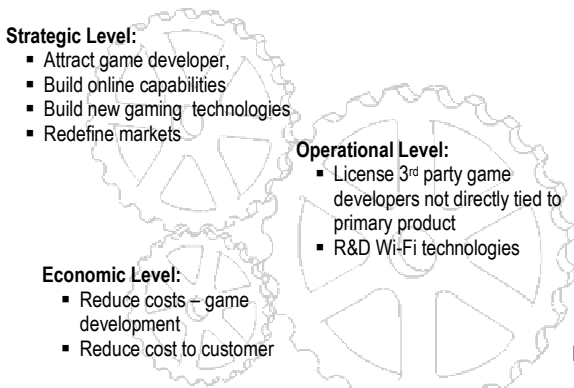 Strategic Level:
▪ Attract game developer,
▪ Build online capabilities
▪ Build new gaming technologies
▪ Redefine markets
Operational Level:
▪ License 3rd party game
developers not directly tied to
primary product
▪ R&D Wi-Fi technologies
Economic Level:
▪ Reduce costs – game
development
▪ Reduce cost to customer